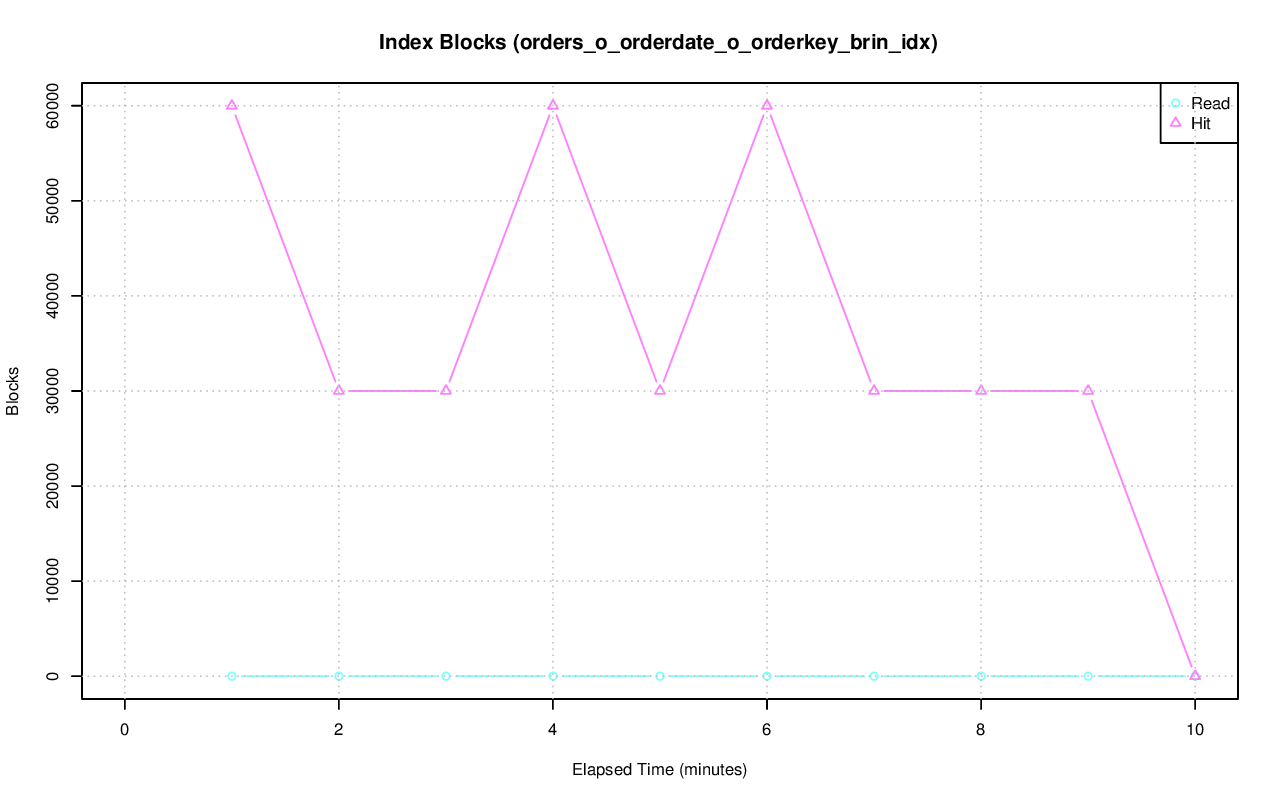 Index Blocks (orders_o_orderdate_o_orderkey_brin_idx)
Read
Hit
60000
50000
40000
30000
20000
10000
0
Blocks
0 2 4 6 8 10
Elapsed Time (minutes)